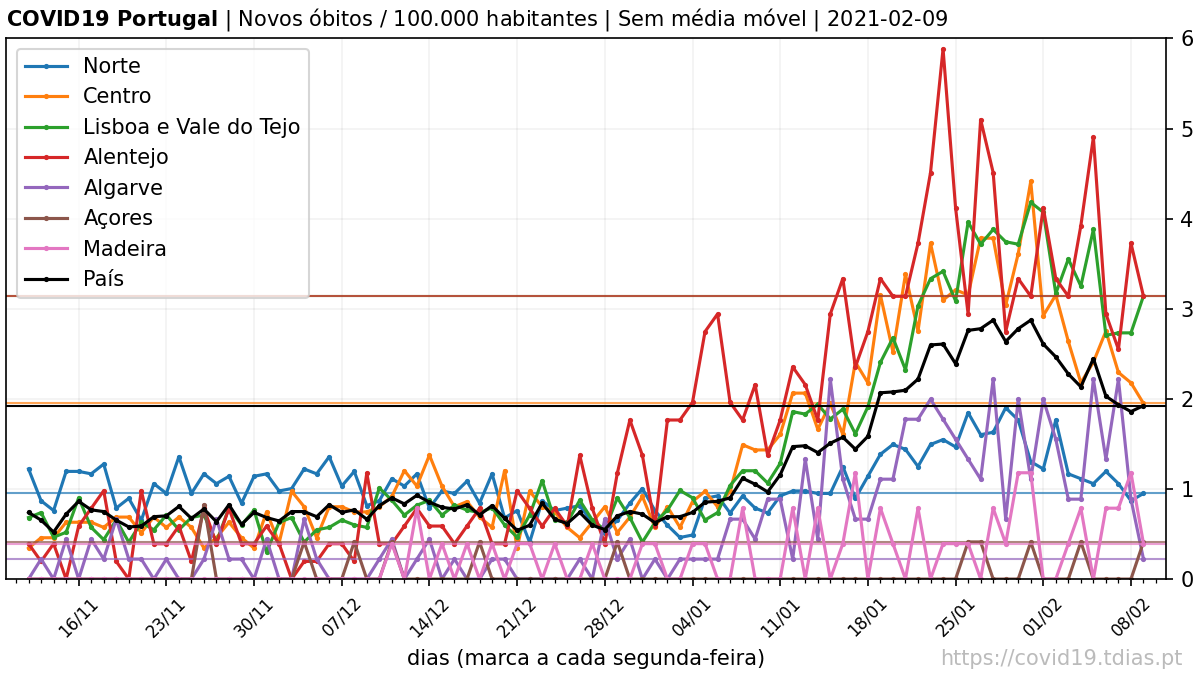 COVID19 Portugal | Novos óbitos / 100.000 habitantes | Sem média móvel | 2021-02-09
Norte
Centro
Lisboa e Vale do Tejo
Alentejo
Algarve
Açores
Madeira
País
6
5
4
3
2
1
0
16/11
23/11
30/11
07/12
14/12
21/12
28/12
04/01
11/01
18/01
25/01
01/02
08/02
dias (marca a cada segunda-feira)
https://covid19.tdias.pt